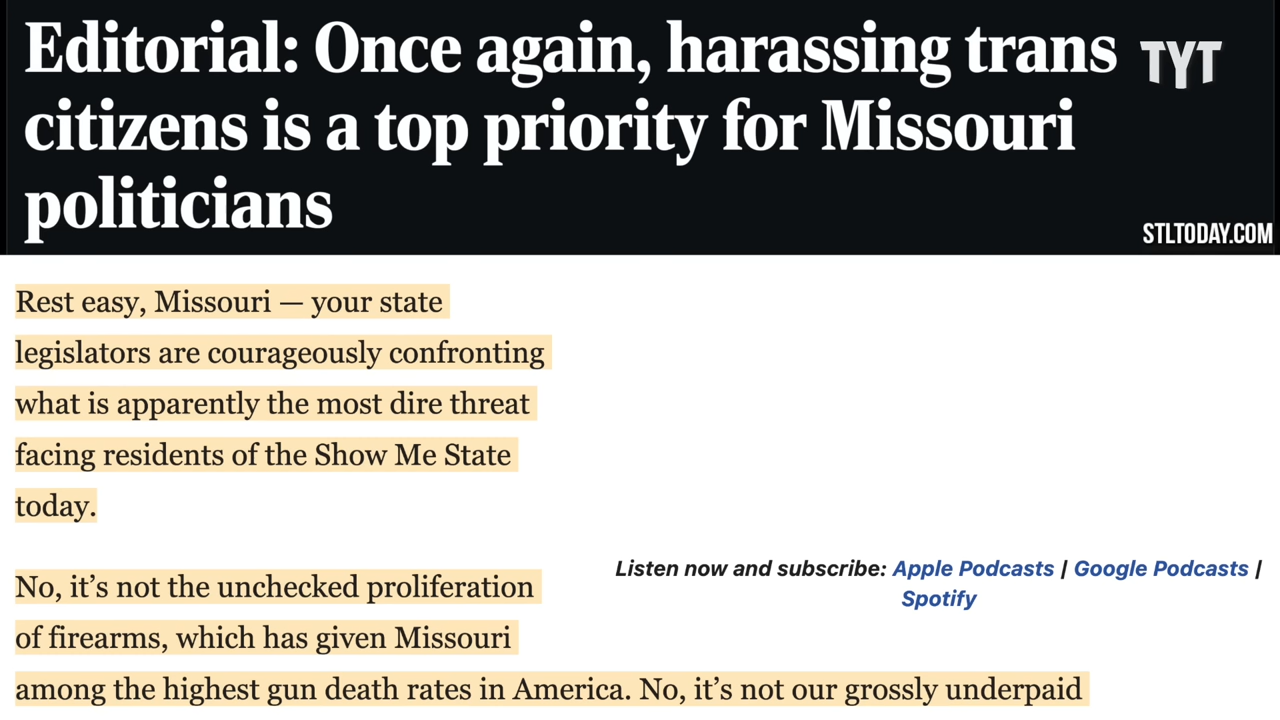 Editorial: Once again, harassing trans
TYT
citizens is a top priority for Missouri
politicians
STLTODAY.COM
Rest easy, Missouri — your state
legislators are courageously confronting
what is apparently the most dire threat
facing residents of the Show Me State
today.
Listen now and subscribe: Apple Podcasts | Google Podcasts |
Spotify
No, it’s not the unchecked proliferation
of firearms, which has given Missouri
among the highest gun death rates in America. No, it’s not our grossly underpaid